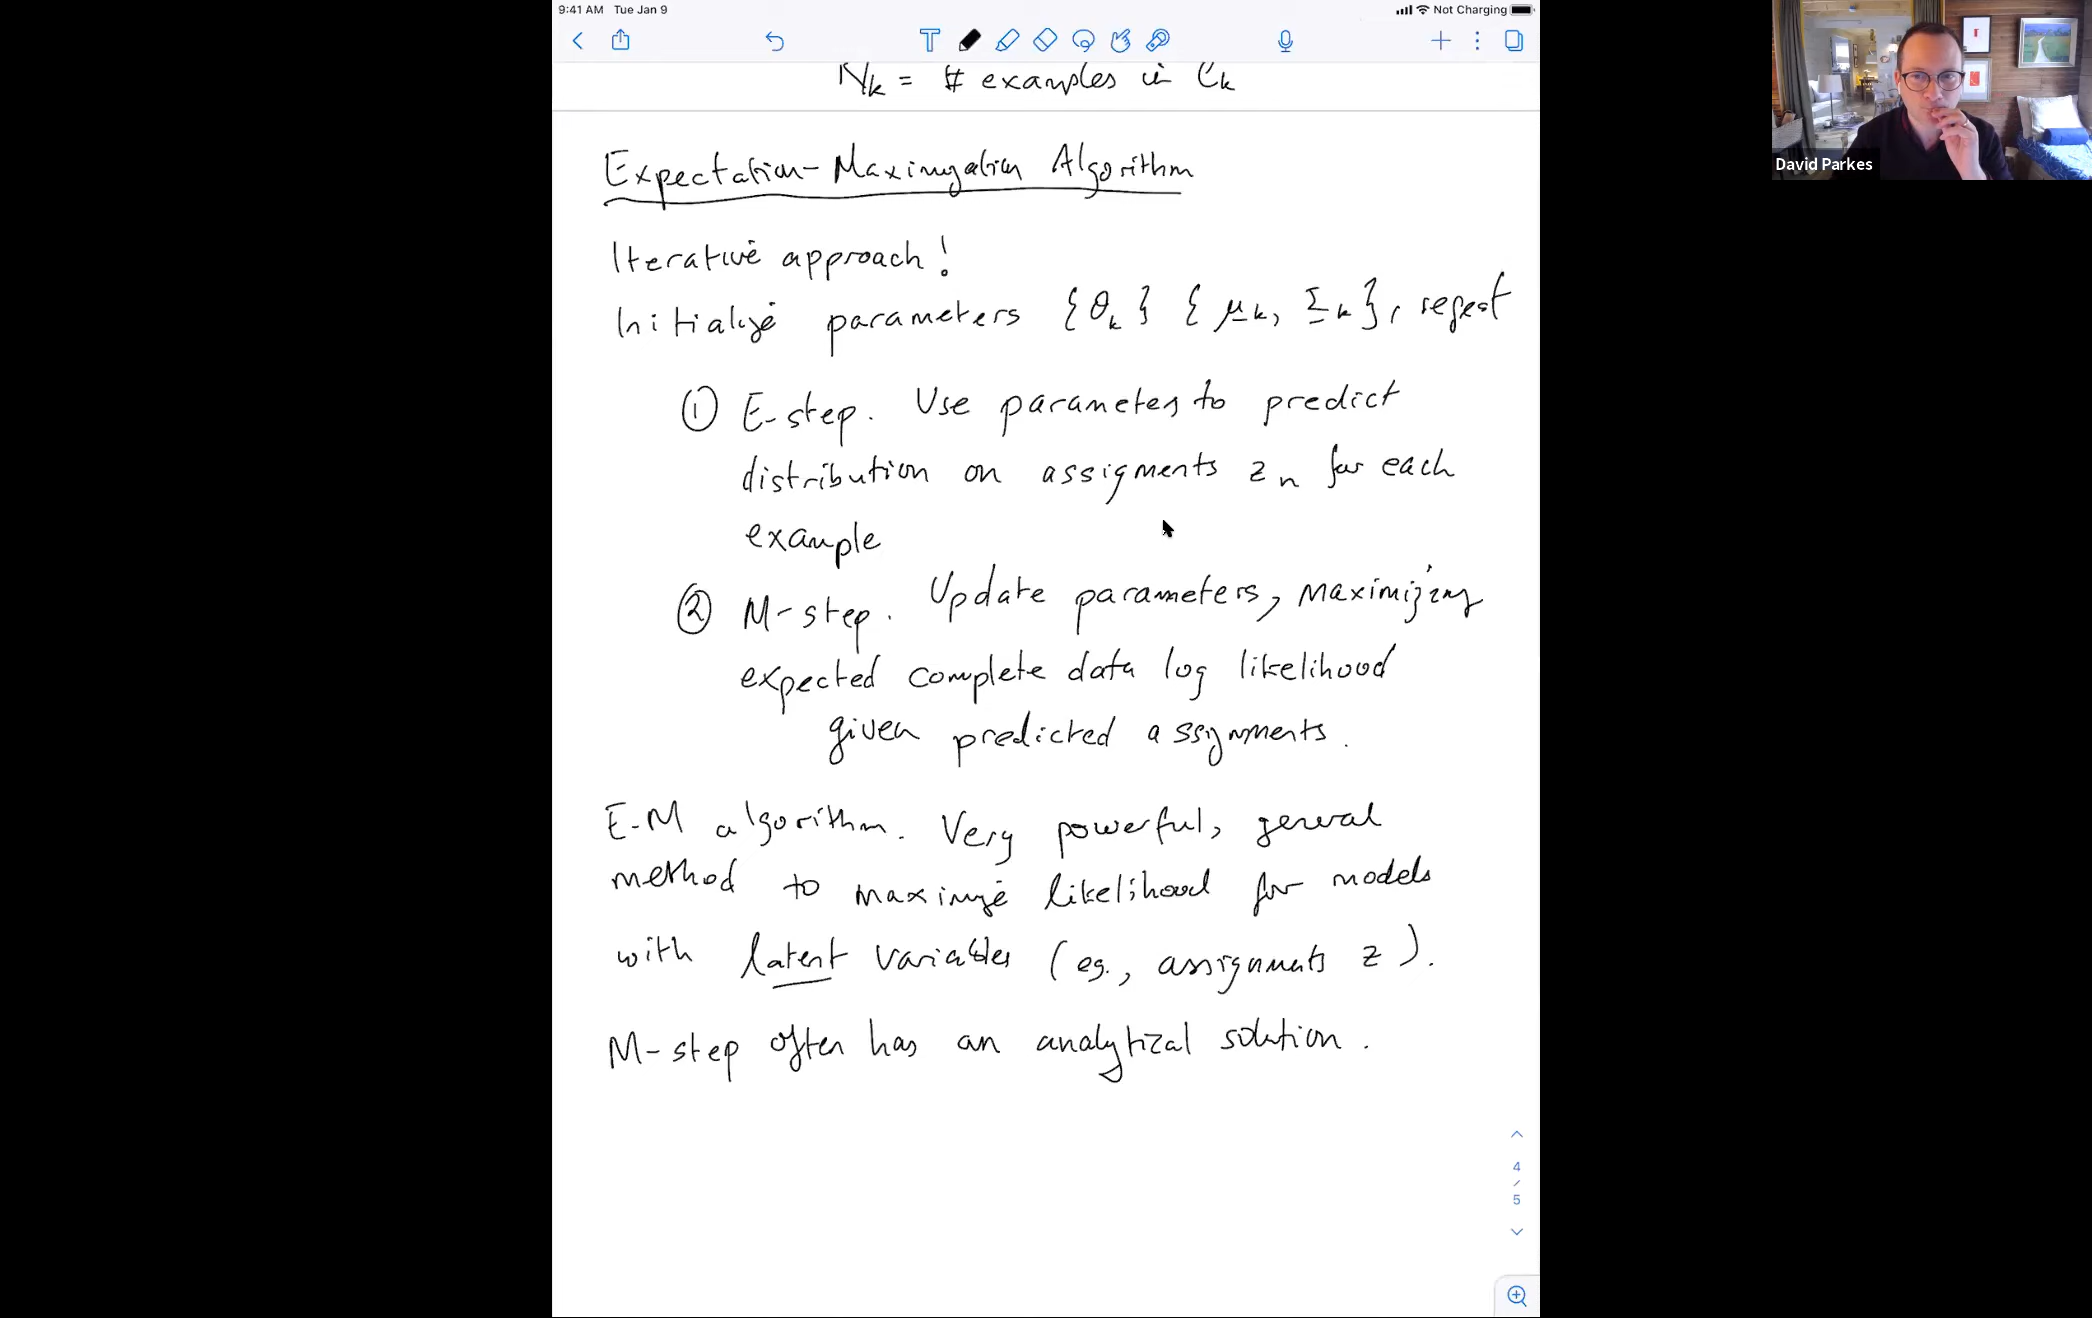 9:41 AM Tue Jan 9
Not Charging
T
N_k = # examples in C_k
David Parkes
Expectation-Maximization Algorithm
Iterative approach!
Initialize parameters {θ_k} {μ_k, Σ_k}, repeat
① E-step. Use parameters to predict
distribution on assigments z_n for each
example
② M-step. Update parameters, maximizing
expected complete data log likelihood
given predicted assignments.
E-M algorithm. Very powerful, general
method to maximize likelihood for models
with latent variables (eg., assignments z).
M-step often has an analytical solution.
4
/
5